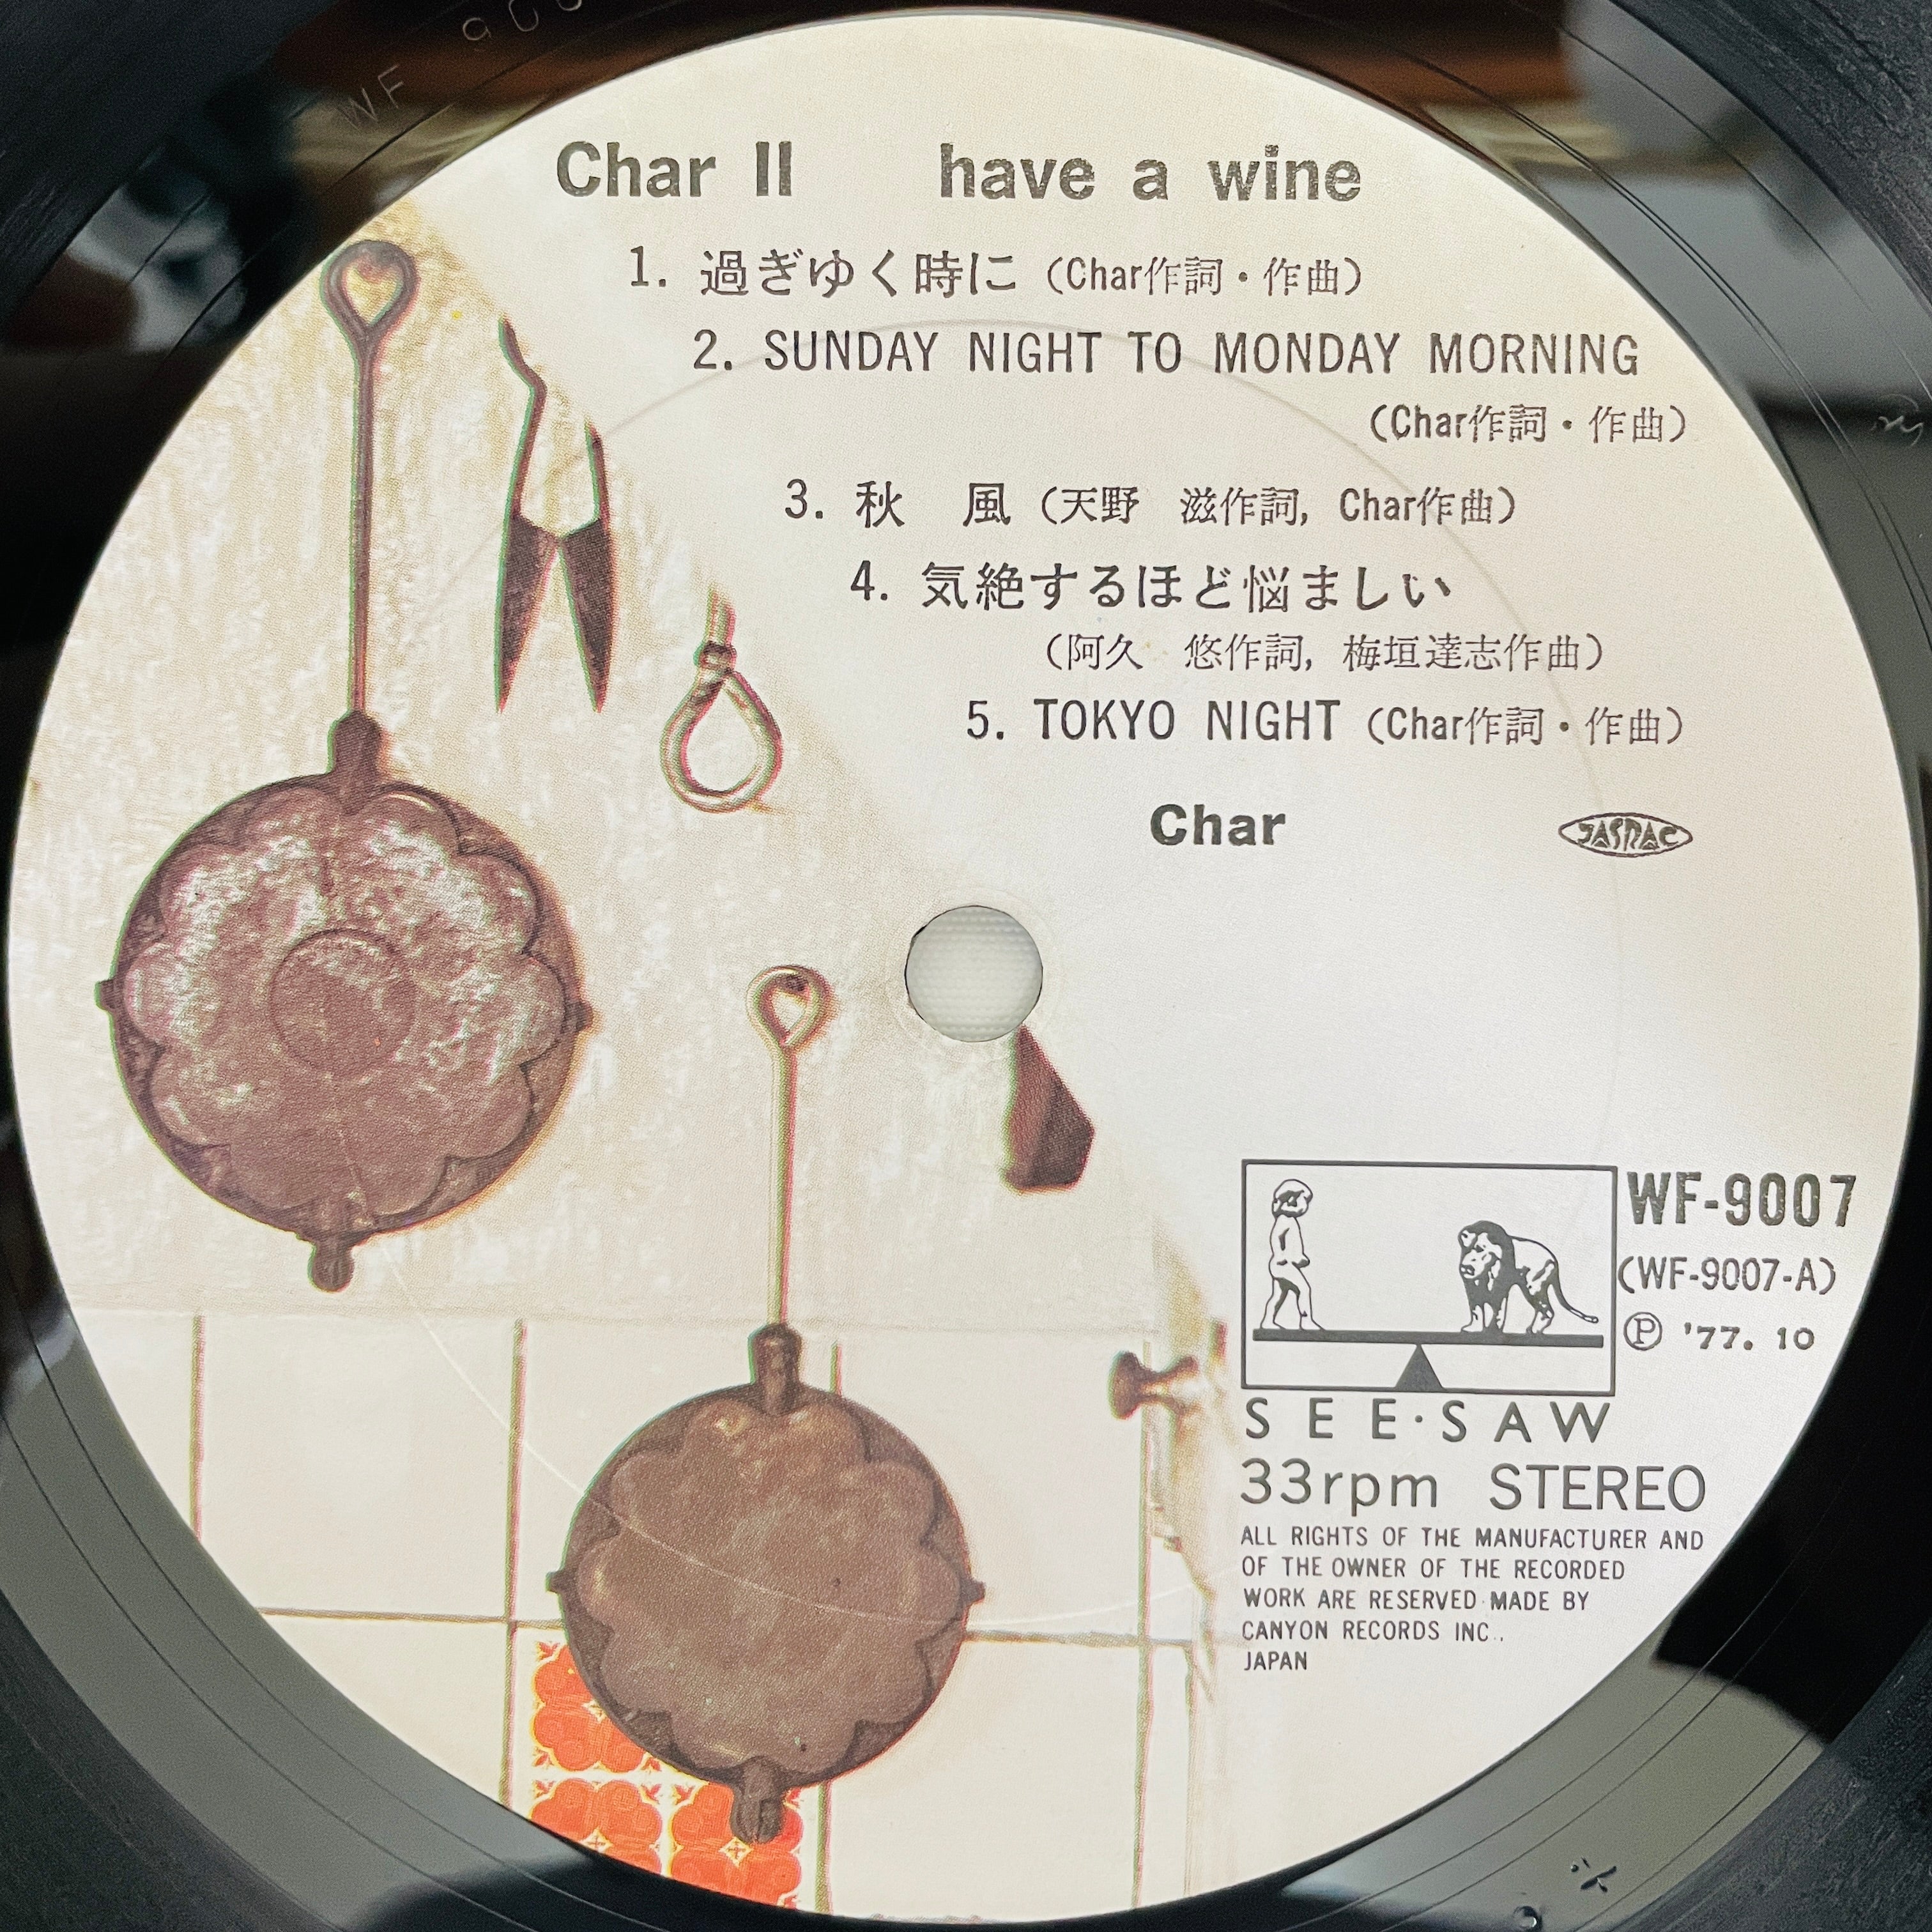 WF 900
Char II have a wine
1. 過ぎゆく時に (Char作詞・作曲)
2. SUNDAY NIGHT TO MONDAY MORNING
(Char作詞・作曲)
3. 秋 風 (天野 滋作詞, Char作曲)
4. 気絶するほど悩ましい
(阿久 悠作詞, 梅垣達志作曲)
5. TOKYO NIGHT (Char作詞・作曲)
Char
JASRAC
WF-9007
(WF-9007-A)
Ⓟ '77. 10
SEE・SAW
33rpm STEREO
ALL RIGHTS OF THE MANUFACTURER AND
OF THE OWNER OF THE RECORDED
WORK ARE RESERVED・MADE BY
CANYON RECORDS INC.,
JAPAN